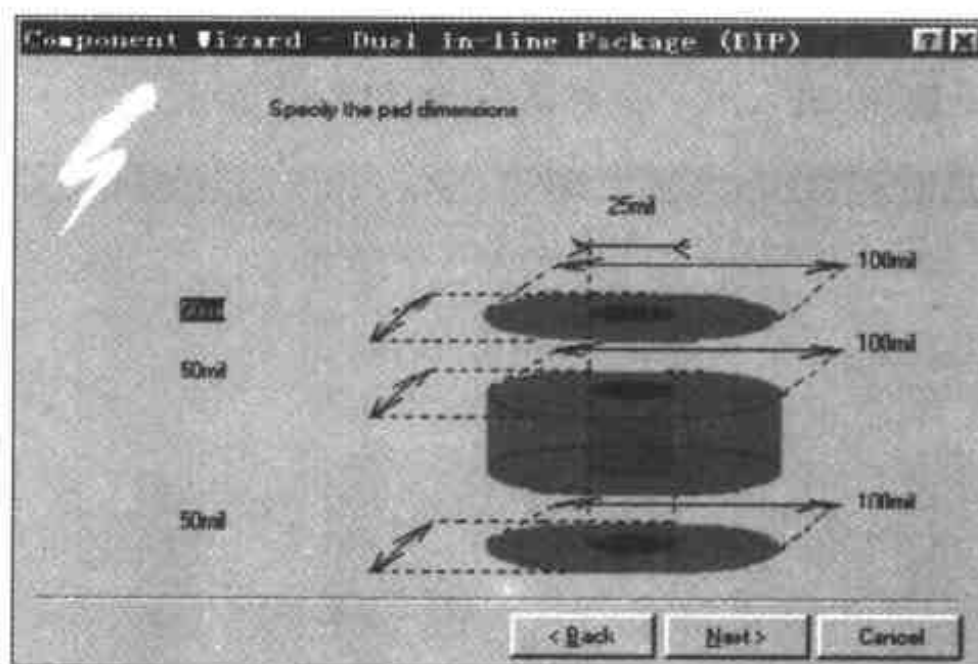 Component Wizard - Dual in-line Package (DIP)
Specify the pad dimensions
25mil
100mil
100mil
50mil
50mil
100mil
< Back
Next >
Cancel